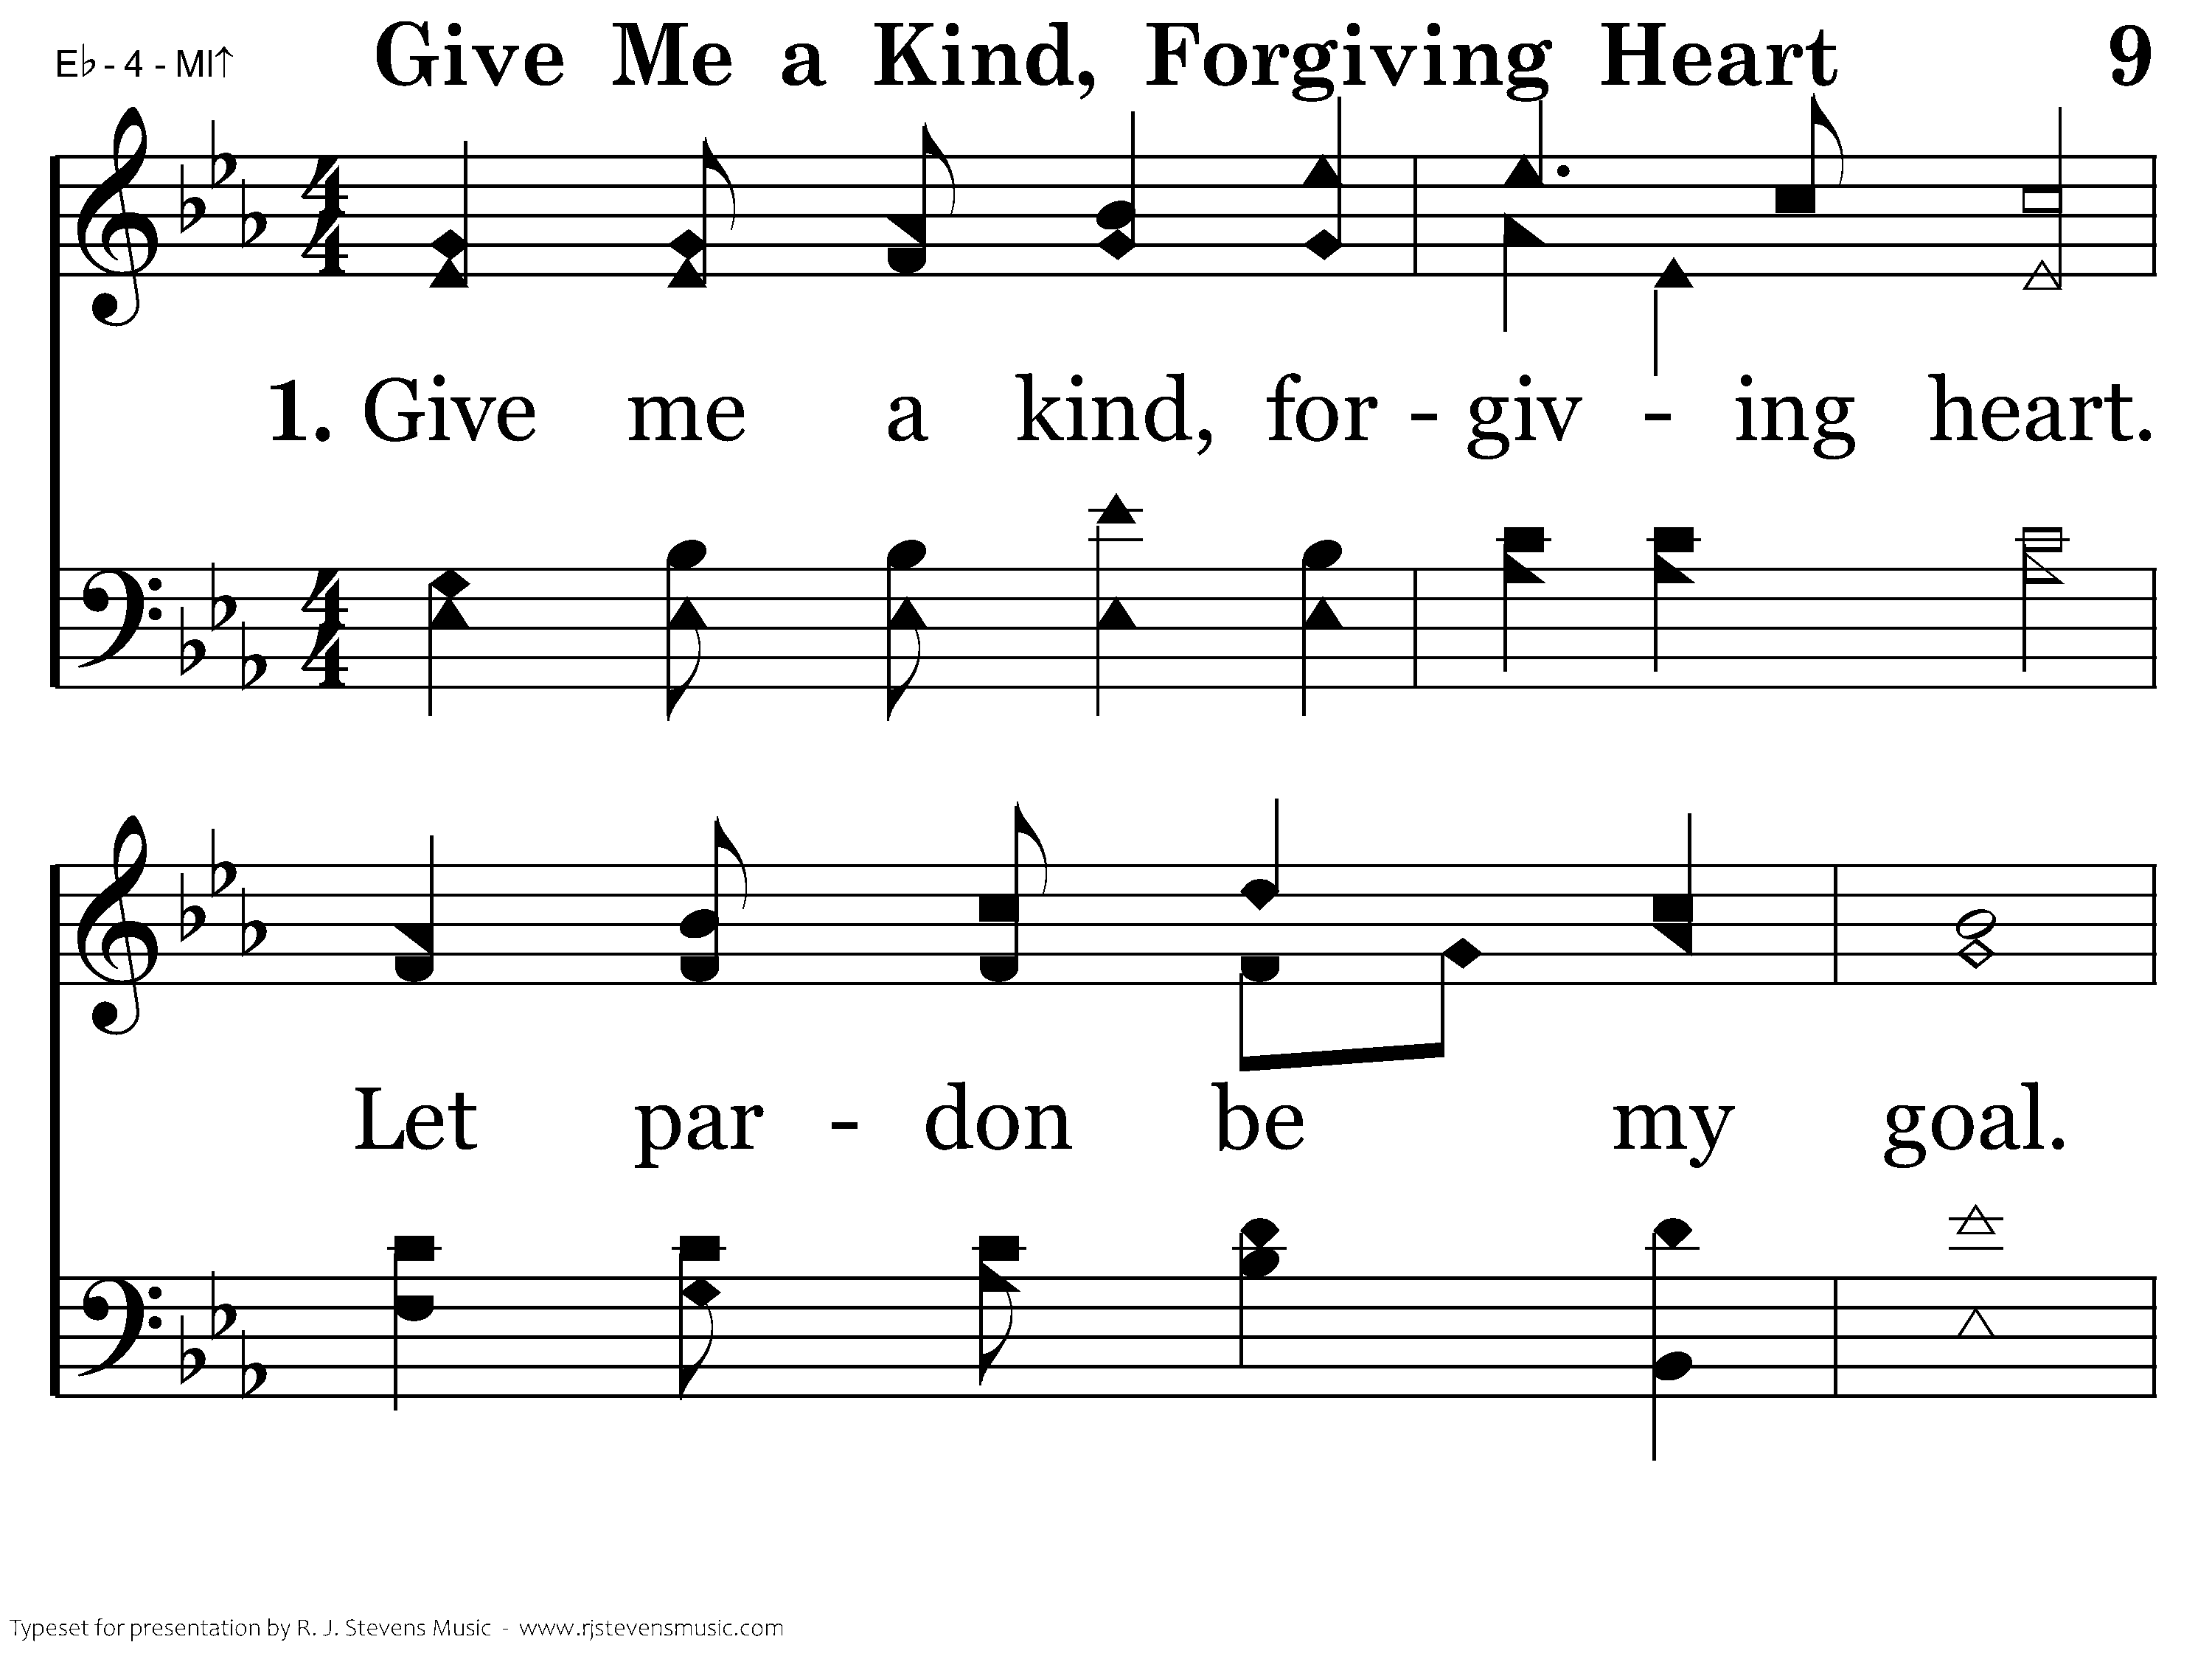 E♭ - 4 - MI↑ Give Me a Kind, Forgiving Heart 9
1. Give me a kind, for - giv - ing heart.
Let par - don be my goal.
Typeset for presentation by R. J. Stevens Music - www.rjstevensmusic.com